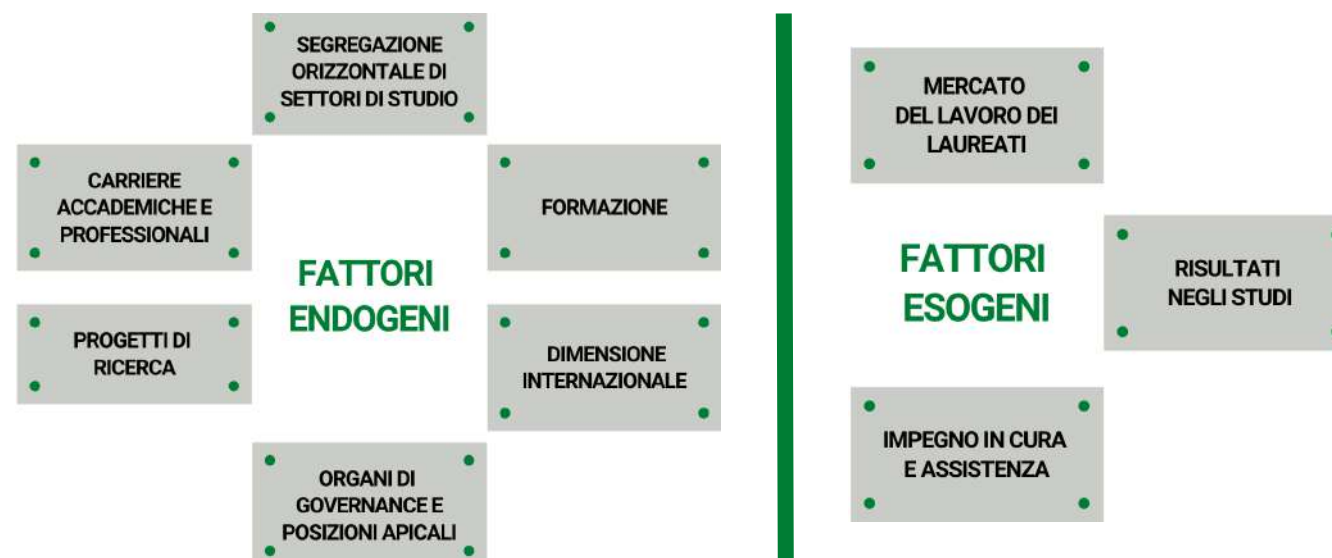 SEGREGAZIONE
ORIZZONTALE DI
SETTORI DI STUDIO
CARRIERE
ACCADEMICHE E
PROFESSIONALI
FORMAZIONE
FATTORI
ENDOGENI
PROGETTI DI
RICERCA
DIMENSIONE
INTERNAZIONALE
ORGANI DI
GOVERNANCE E
POSIZIONI APICALI
MERCATO
DEL LAVORO DEI
LAUREATI
FATTORI
ESOGENI
RISULTATI
NEGLI STUDI
IMPEGNO IN CURA
E ASSISTENZA